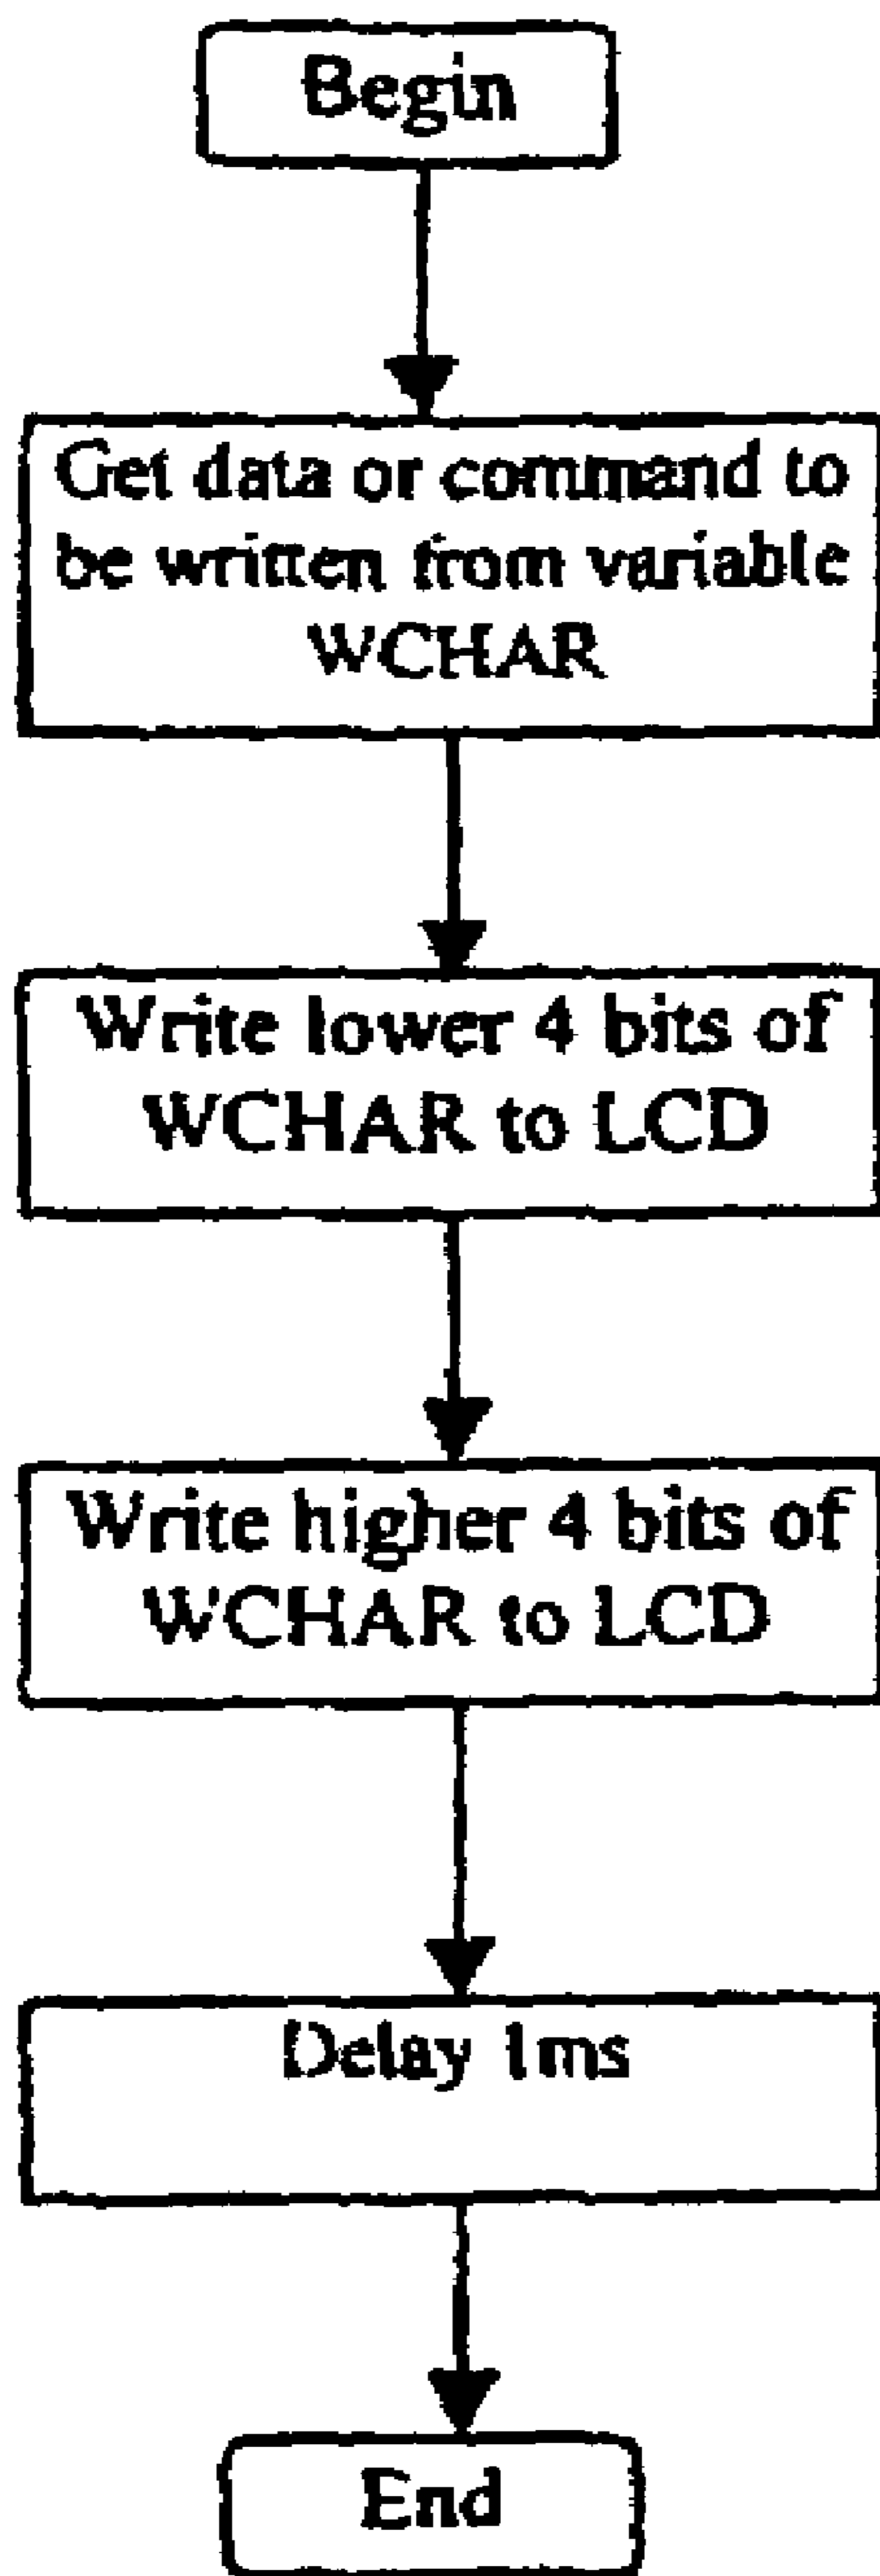 Begin
Get data or command to
be written from variable
WCHAR
Write lower 4 bits of
WCHAR to LCD
Write higher 4 bits of
WCHAR to LCD
Delay 1ms
End